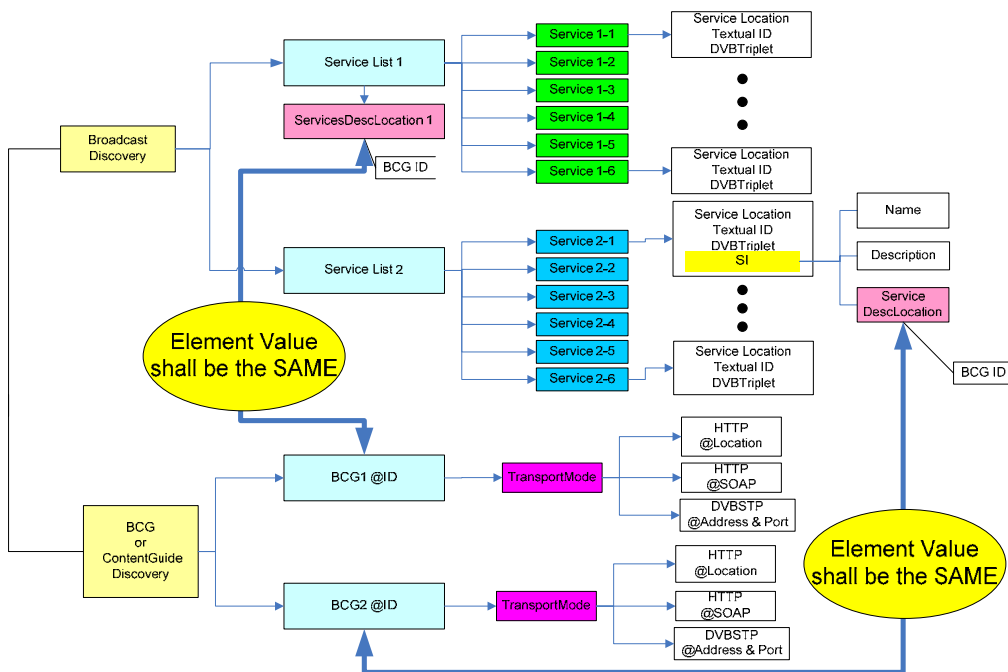 Broadcast
Discovery
Service List 1
ServicesDescLocation 1
BCG ID
Service 1-1
Service 1-2
Service 1-3
Service 1-4
Service 1-5
Service 1-6
Service Location
Textual ID
DVBTriplet
Service Location
Textual ID
DVBTriplet
Service List 2
Service 2-1
Service 2-2
Service 2-3
Service 2-4
Service 2-5
Service 2-6
Service Location
Textual ID
DVBTriplet
SI
Service Location
Textual ID
DVBTriplet
Name
Description
Service
DescLocation
BCG ID
Element Value
shall be the SAME
BCG
or
ContentGuide
Discovery
BCG1 @ID
TransportMode
HTTP
@Location
HTTP
@SOAP
DVBSTP
@Address & Port
BCG2 @ID
TransportMode
HTTP
@Location
HTTP
@SOAP
DVBSTP
@Address & Port
Element Value
shall be the SAME